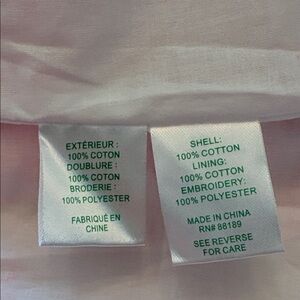 EXTÉRIEUR :
100% COTON
DOUBLURE :
100% COTON
BRODERIE :
100% POLYESTER
FABRIQUÉ EN
CHINE
SHELL:
100% COTTON
LINING:
100% COTTON
EMBROIDERY:
100% POLYESTER
MADE IN CHINA
RN# 88189
SEE REVERSE
FOR CARE